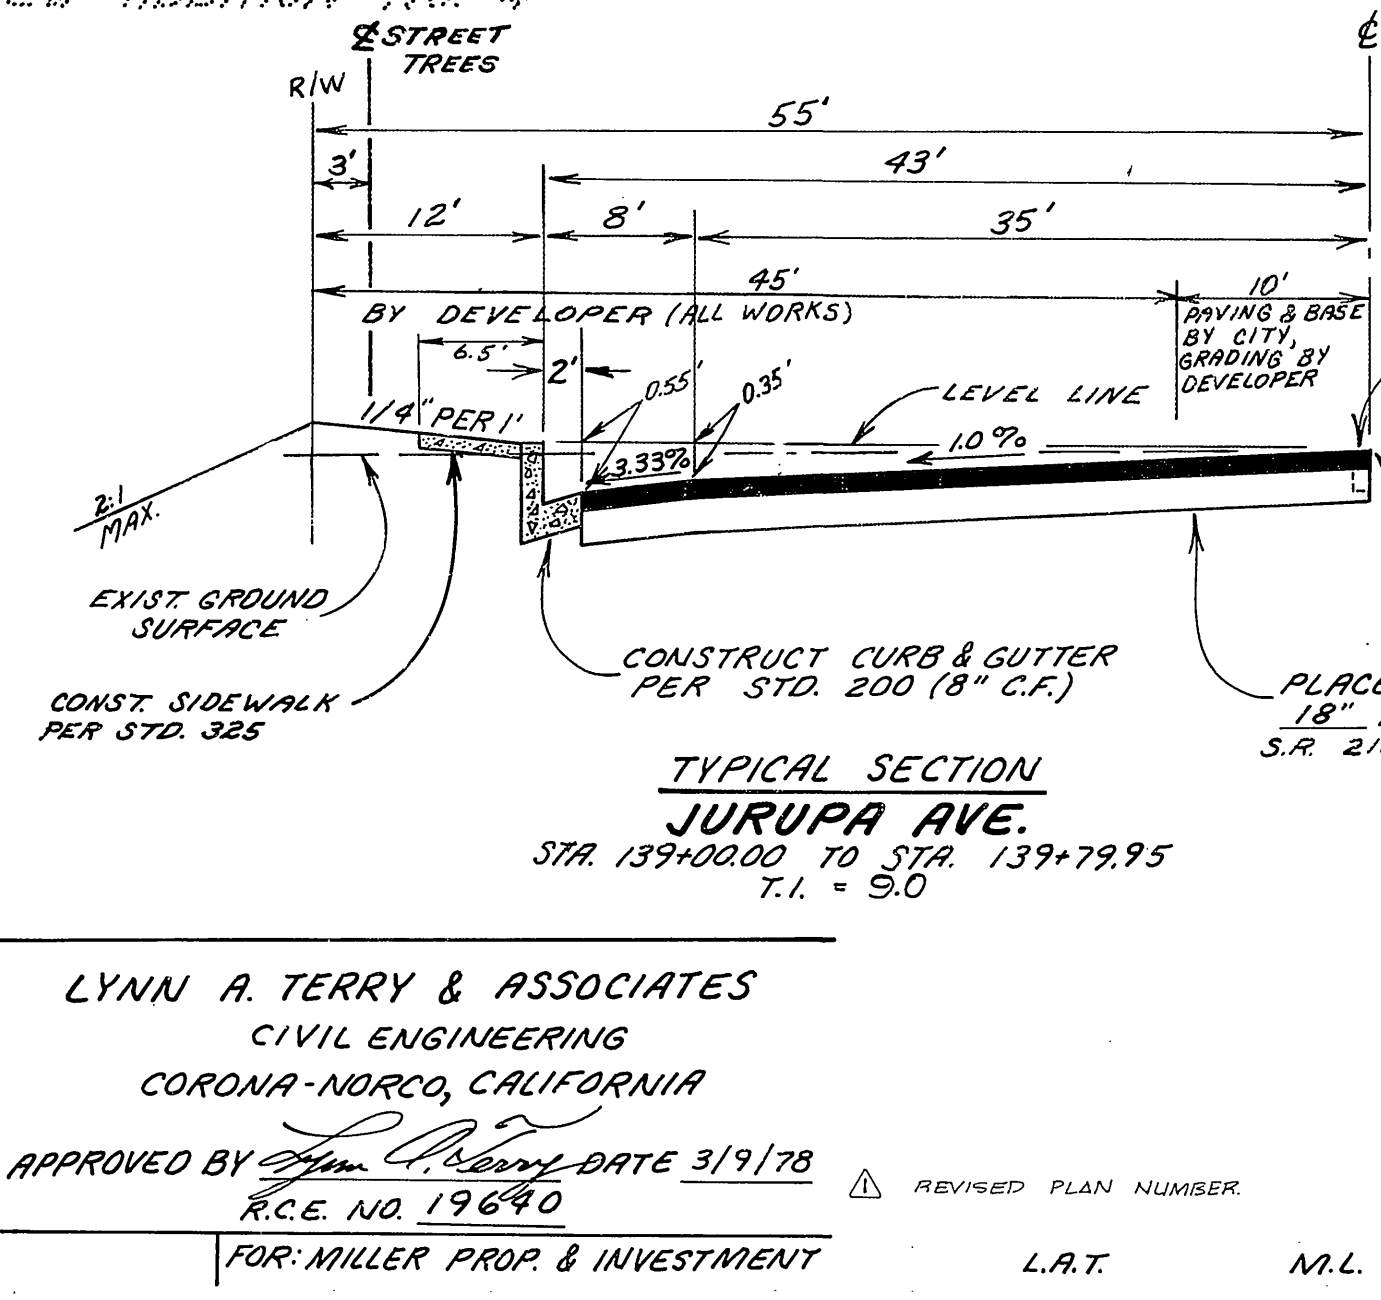 ℄ STREET
TREES
℄
R/W
55'
3'
43'
12'
8'
35'
45'
10'
BY DEVELOPER (ALL WORKS)
PAVING & BASE
BY CITY,
GRADING BY
DEVELOPER
6.5'
2'
0.55'
0.35'
LEVEL LINE
1/4" PER 1'
1.0%
3.33%
2:1
MAX.
EXIST. GROUND
SURFACE
CONSTRUCT CURB & GUTTER
PER STD. 200 (8" C.F.)
CONST. SIDEWALK
PER STD. 325
PLACE
18"
S.R. 21
TYPICAL SECTION
JURUPA AVE.
STA. 139+00.00 TO STA. 139+79.95
T.I. = 9.0
LYNN A. TERRY & ASSOCIATES
CIVIL ENGINEERING
CORONA-NORCO, CALIFORNIA
APPROVED BY Lynn A. Terry DATE 3/9/78
R.C.E. NO. 19640
1 REVISED PLAN NUMBER.
FOR: MILLER PROP. & INVESTMENT
L.A.T.
M.L.